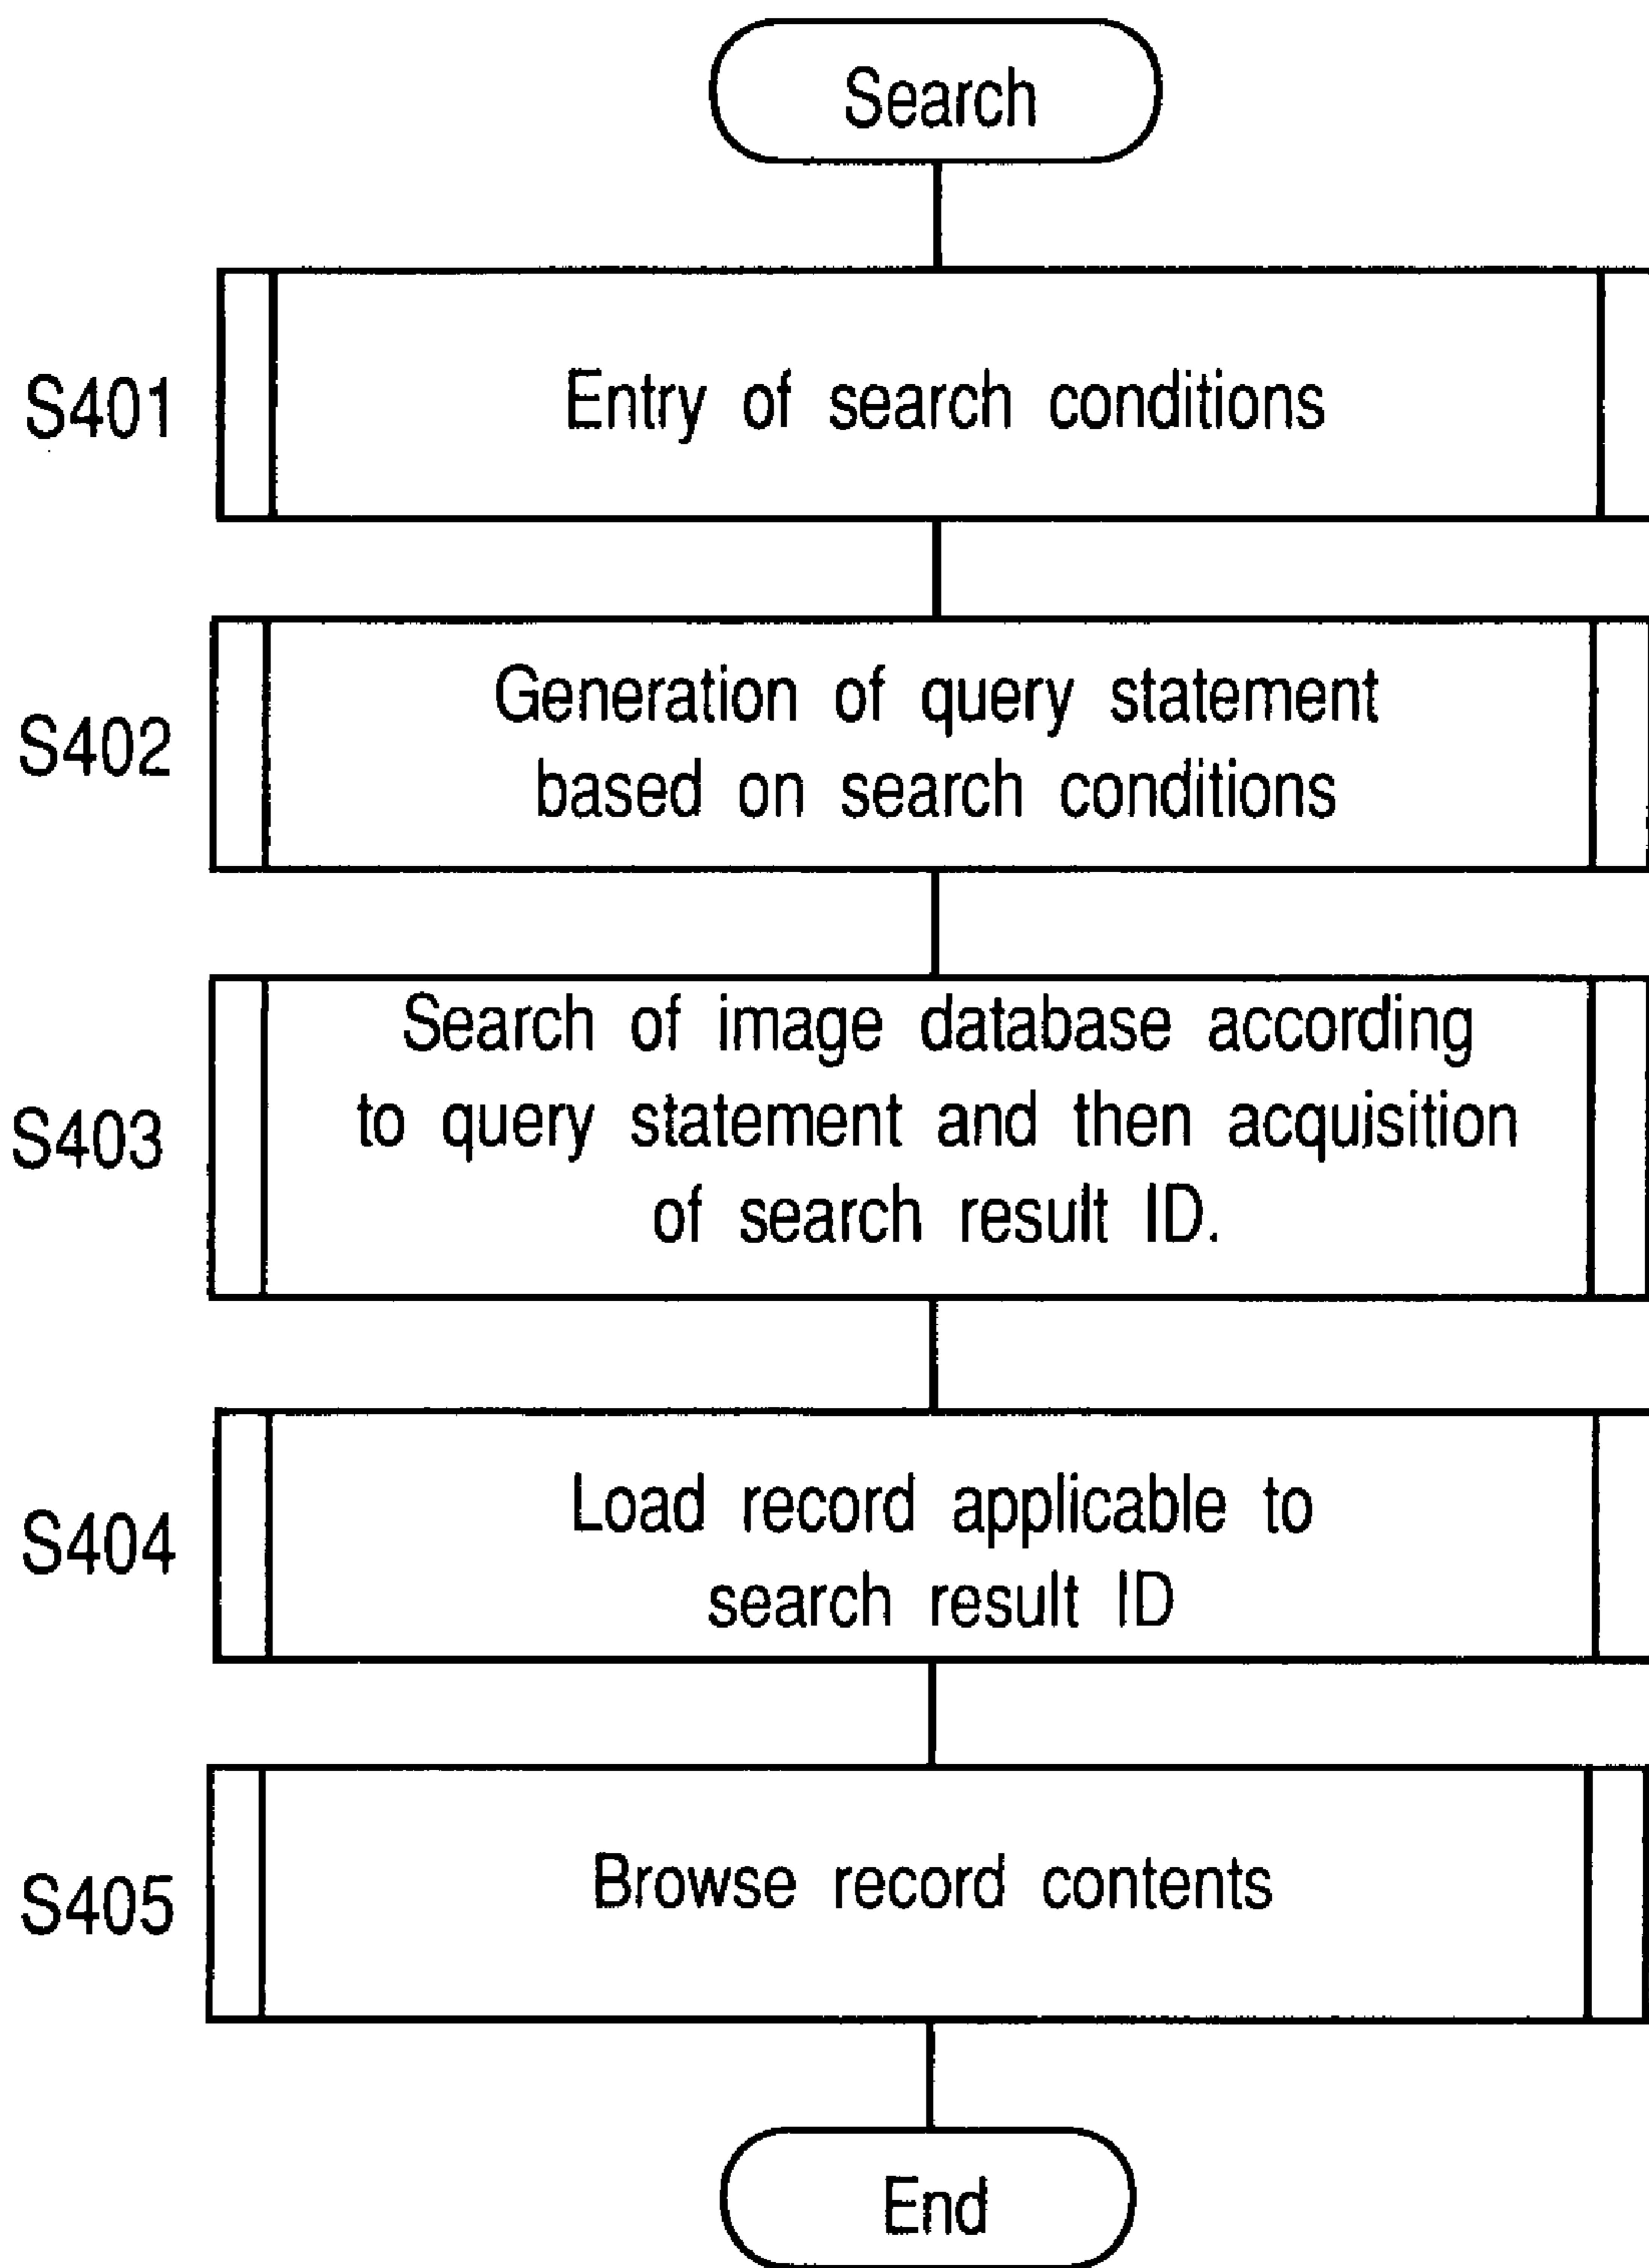 Search
S401
Entry of search conditions
S402
Generation of query statement
based on search conditions
S403
Search of image database according
to query statement and then acquisition
of search result ID.
S404
Load record applicable to
search result ID
S405
Browse record contents
End